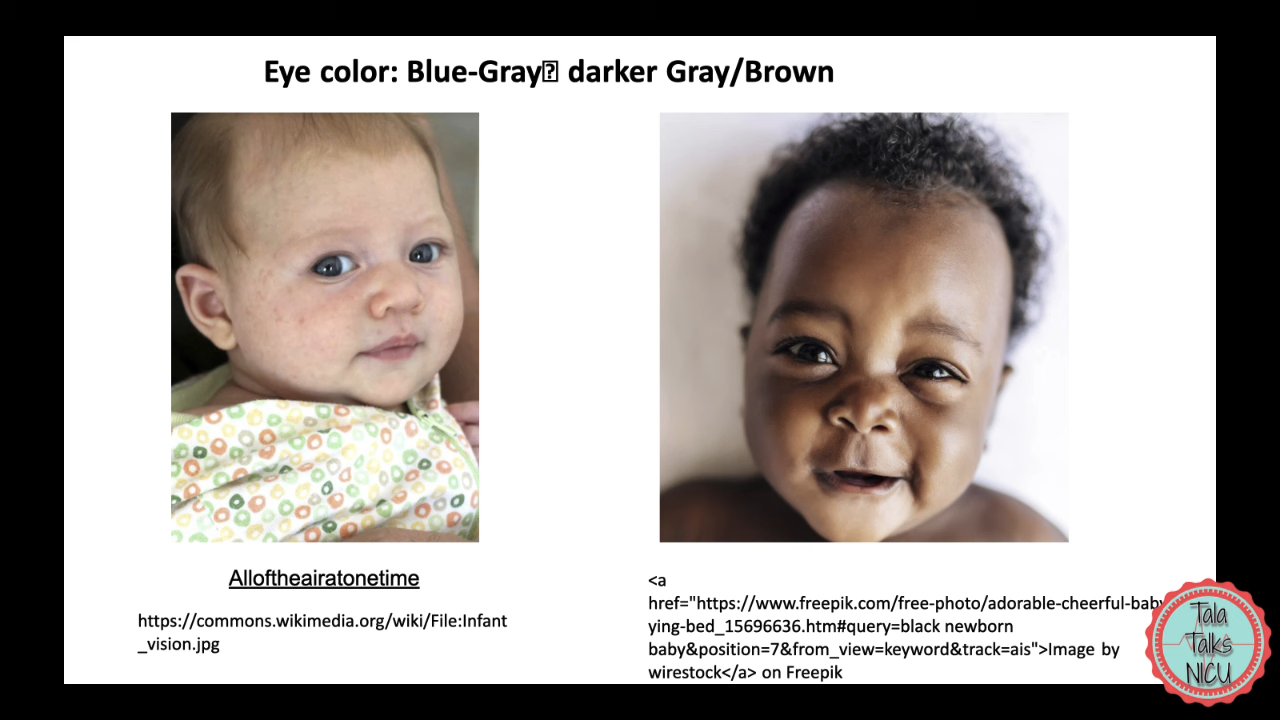 Eye color: Blue-Gray⍰ darker Gray/Brown
Alloftheairatonetime
https://commons.wikimedia.org/wiki/File:Infant
_vision.jpg
<a
href="https://www.freepik.com/free-photo/adorable-cheerful-baby
ying-bed_15696636.htm#query=black newborn
baby&position=7&from_view=keyword&track=ais">Image by
wirestock</a> on Freepik
Tala
Talks
NICU